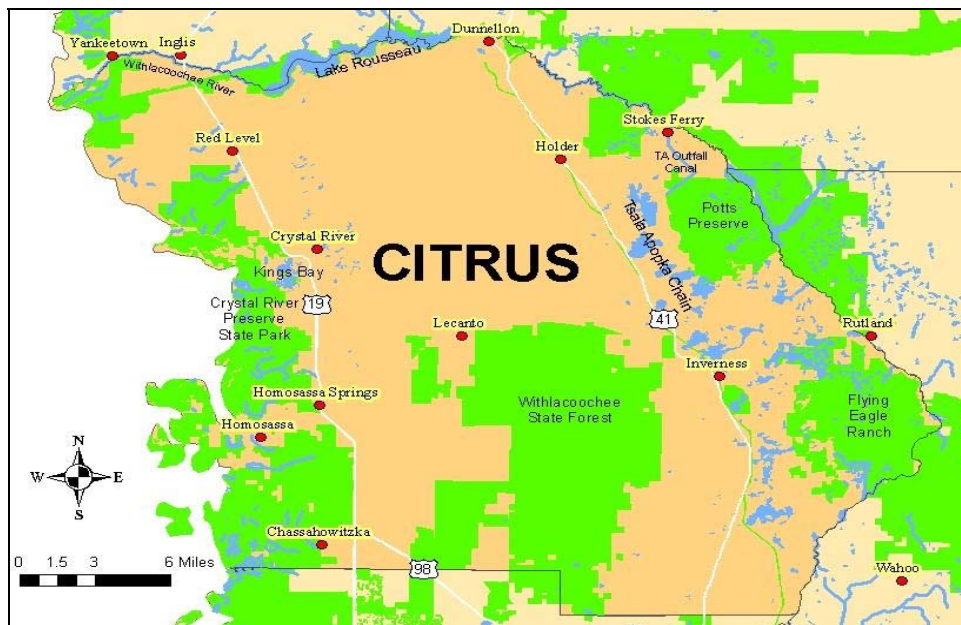 Dunnellon
Yankeetown
Inglis
Lake Rousseau
Withlacoochee River
Stokes Ferry
Red Level
Holder
TA Outfall
Canal
Potts
Preserve
Tsala Apopka Chain
Crystal River
CITRUS
Kings Bay
Crystal River
Preserve
State Park
19
41
Lecanto
Rutland
Inverness
Homosassa Springs
Withlacoochee
State Forest
Flying
Eagle
Ranch
Homosassa
N
W
E
S
Chassahowitzka
0 1.5 3 6 Miles
98
Wahoo